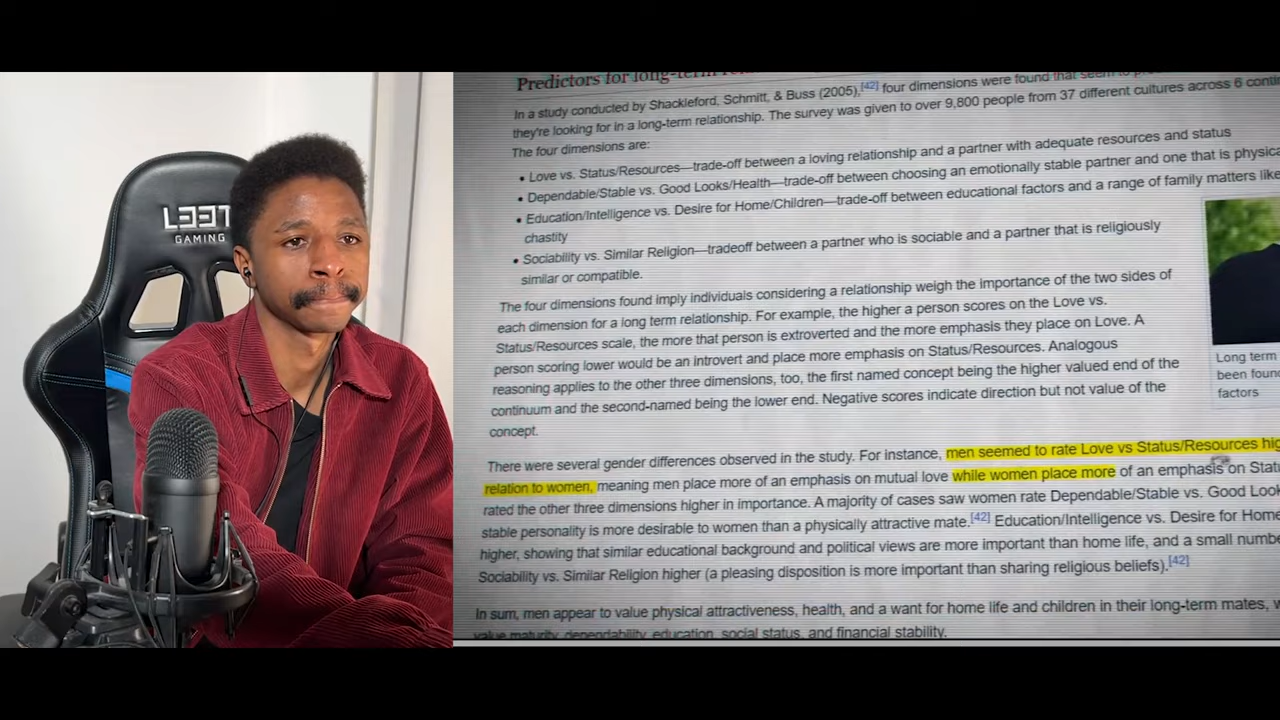 L33T
GAMING
Predictors for long-term
In a study conducted by Shackleford, Schmitt, & Buss (2005),[42] four dimensions were found that seem to
they're looking for in a long-term relationship. The survey was given to over 9,800 people from 37 different cultures across 6
The four dimensions are:
• Love vs. Status/Resources—trade-off between a loving relationship and a partner with adequate resources and status
• Dependable/Stable vs. Good Looks/Health—trade-off between choosing an emotionally stable partner and one that is
• Education/Intelligence vs. Desire for Home/Children—trade-off between educational factors and a range of family matters like
chastity
• Sociability vs. Similar Religion—tradeoff between a partner who is sociable and a partner that is religiously
similar or compatible.
The four dimensions found imply individuals considering a relationship weigh the importance of the two sides of
each dimension for a long term relationship. For example, the higher a person scores on the Love vs.
Status/Resources scale, the more that person is extroverted and the more emphasis they place on Love. A
person scoring lower would be an introvert and place more emphasis on Status/Resources. Analogous
reasoning applies to the other three dimensions, too, the first named concept being the higher valued end of the
continuum and the second-named being the lower end. Negative scores indicate direction but not value of the
concept.
Long term
been foun
factors
There were several gender differences observed in the study. For instance, men seemed to rate Love vs Status/Resources hig
relation to women, meaning men place more of an emphasis on mutual love while women place more of an emphasis on Stat
rated the other three dimensions higher in importance. A majority of cases saw women rate Dependable/Stable vs. Good Loo
stable personality is more desirable to women than a physically attractive mate.[42] Education/Intelligence vs. Desire for Home
higher, showing that similar educational background and political views are more important than home life, and a small numbe
Sociability vs. Similar Religion higher (a pleasing disposition is more important than sharing religious beliefs).[42]
In sum, men appear to value physical attractiveness, health, and a want for home life and children in their long-term mates,
value maturity, dependability, education, social status, and financial stability.